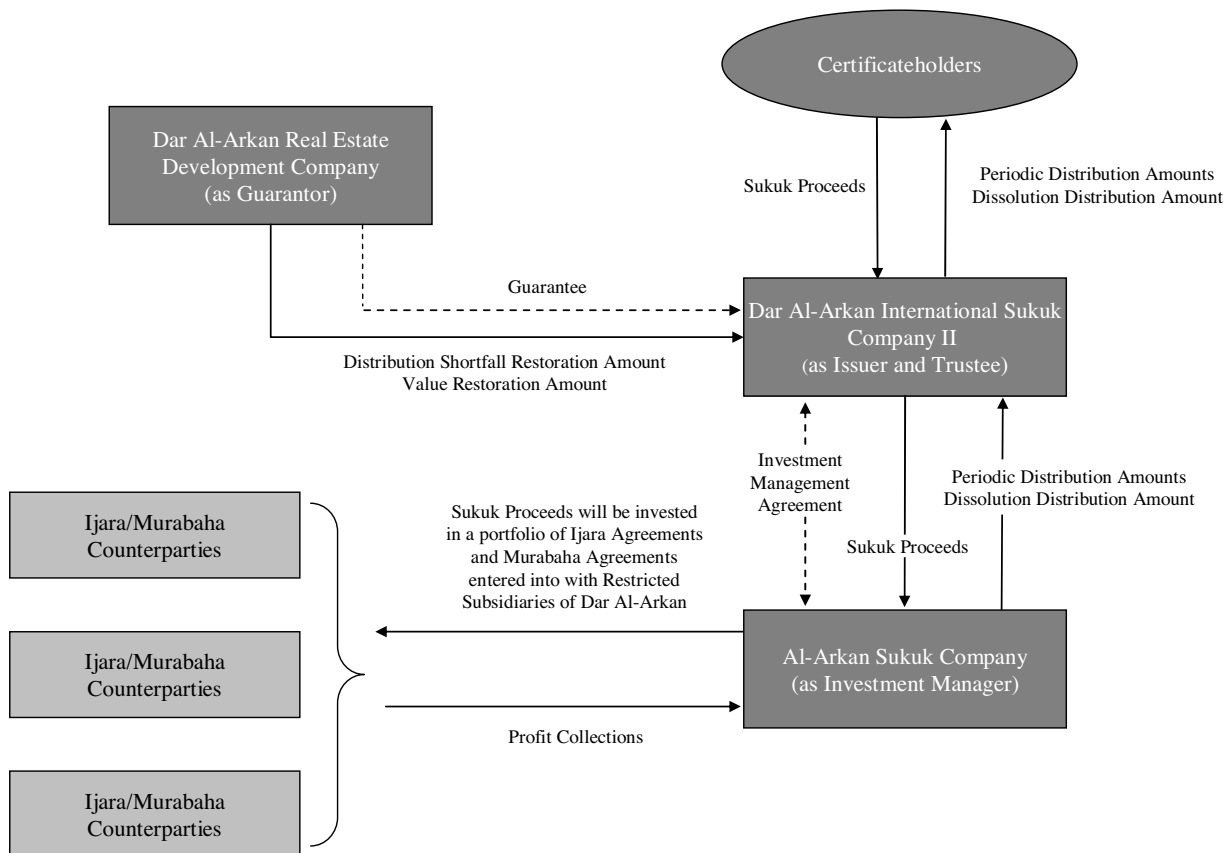 Certificateholders
Dar Al-Arkan Real Estate
Development Company
(as Guarantor)
Sukuk Proceeds
Periodic Distribution Amounts
Dissolution Distribution Amount
Guarantee
Dar Al-Arkan International Sukuk
Company II
(as Issuer and Trustee)
Distribution Shortfall Restoration Amount
Value Restoration Amount
Investment
Management
Agreement
Sukuk Proceeds
Periodic Distribution Amounts
Dissolution Distribution Amount
Sukuk Proceeds will be invested
in a portfolio of Ijara Agreements
and Murabaha Agreements
entered into with Restricted
Subsidiaries of Dar Al-Arkan
Ijara/Murabaha
Counterparties
Ijara/Murabaha
Counterparties
Ijara/Murabaha
Counterparties
Al-Arkan Sukuk Company
(as Investment Manager)
Profit Collections